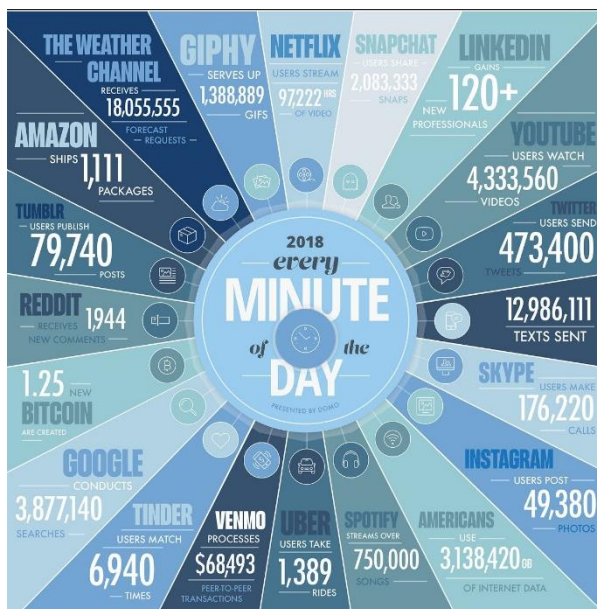 2018
every
MINUTE
of the
DAY
PRESENTED BY DOMO
THE WEATHER
CHANNEL
RECEIVES
18,055,555
FORECAST
REQUESTS
GIPHY
SERVES UP
1,388,889
GIFS
NETFLIX
USERS STREAM
97,222 HRS
OF VIDEO
SNAPCHAT
USERS SHARE
2,083,333
SNAPS
LINKEDIN
GAINS
120+
NEW
PROFESSIONALS
YOUTUBE
USERS WATCH
4,333,560
VIDEOS
TWITTER
USERS SEND
473,400
TWEETS
12,986,111
TEXTS SENT
SKYPE
USERS MAKE
176,220
CALLS
INSTAGRAM
USERS POST
49,380
PHOTOS
AMERICANS
USE
3,138,420 GB
OF INTERNET DATA
SPOTIFY
STREAMS OVER
750,000
SONGS
UBER
USERS TAKE
1,389
RIDES
VENMO
PROCESSES
$68,493
PEER-TO-PEER
TRANSACTIONS
TINDER
USERS MATCH
6,940
TIMES
GOOGLE
CONDUCTS
3,877,140
SEARCHES
1.25 NEW
BITCOIN
ARE CREATED
REDDIT
RECEIVES 1,944
NEW COMMENTS
TUMBLR
USERS PUBLISH
79,740
POSTS
AMAZON
SHIPS 1,111
PACKAGES